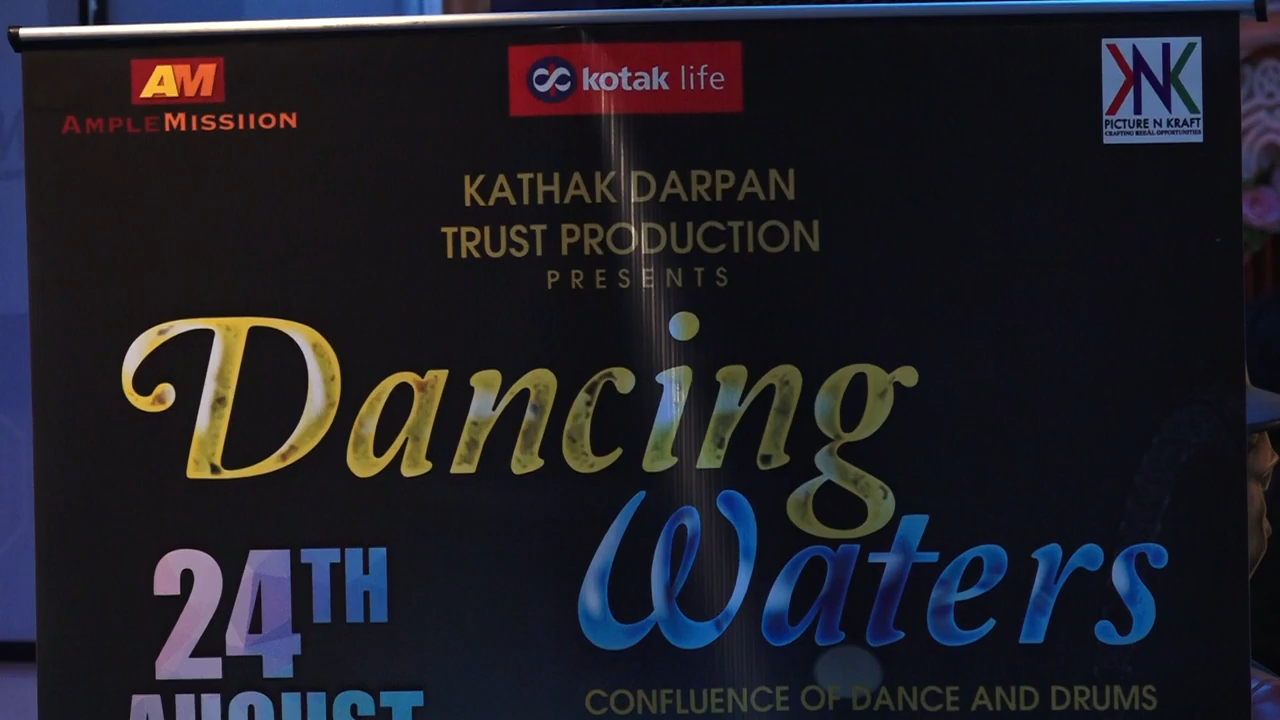 AM
AMPLEMISSIION
kotak life
PICTURE N KRAFT
KATHAK DARPAN
TRUST PRODUCTION
PRESENTS
Dancing
Waters
24TH
AUGUST
CONFLUENCE OF DANCE AND DRUMS